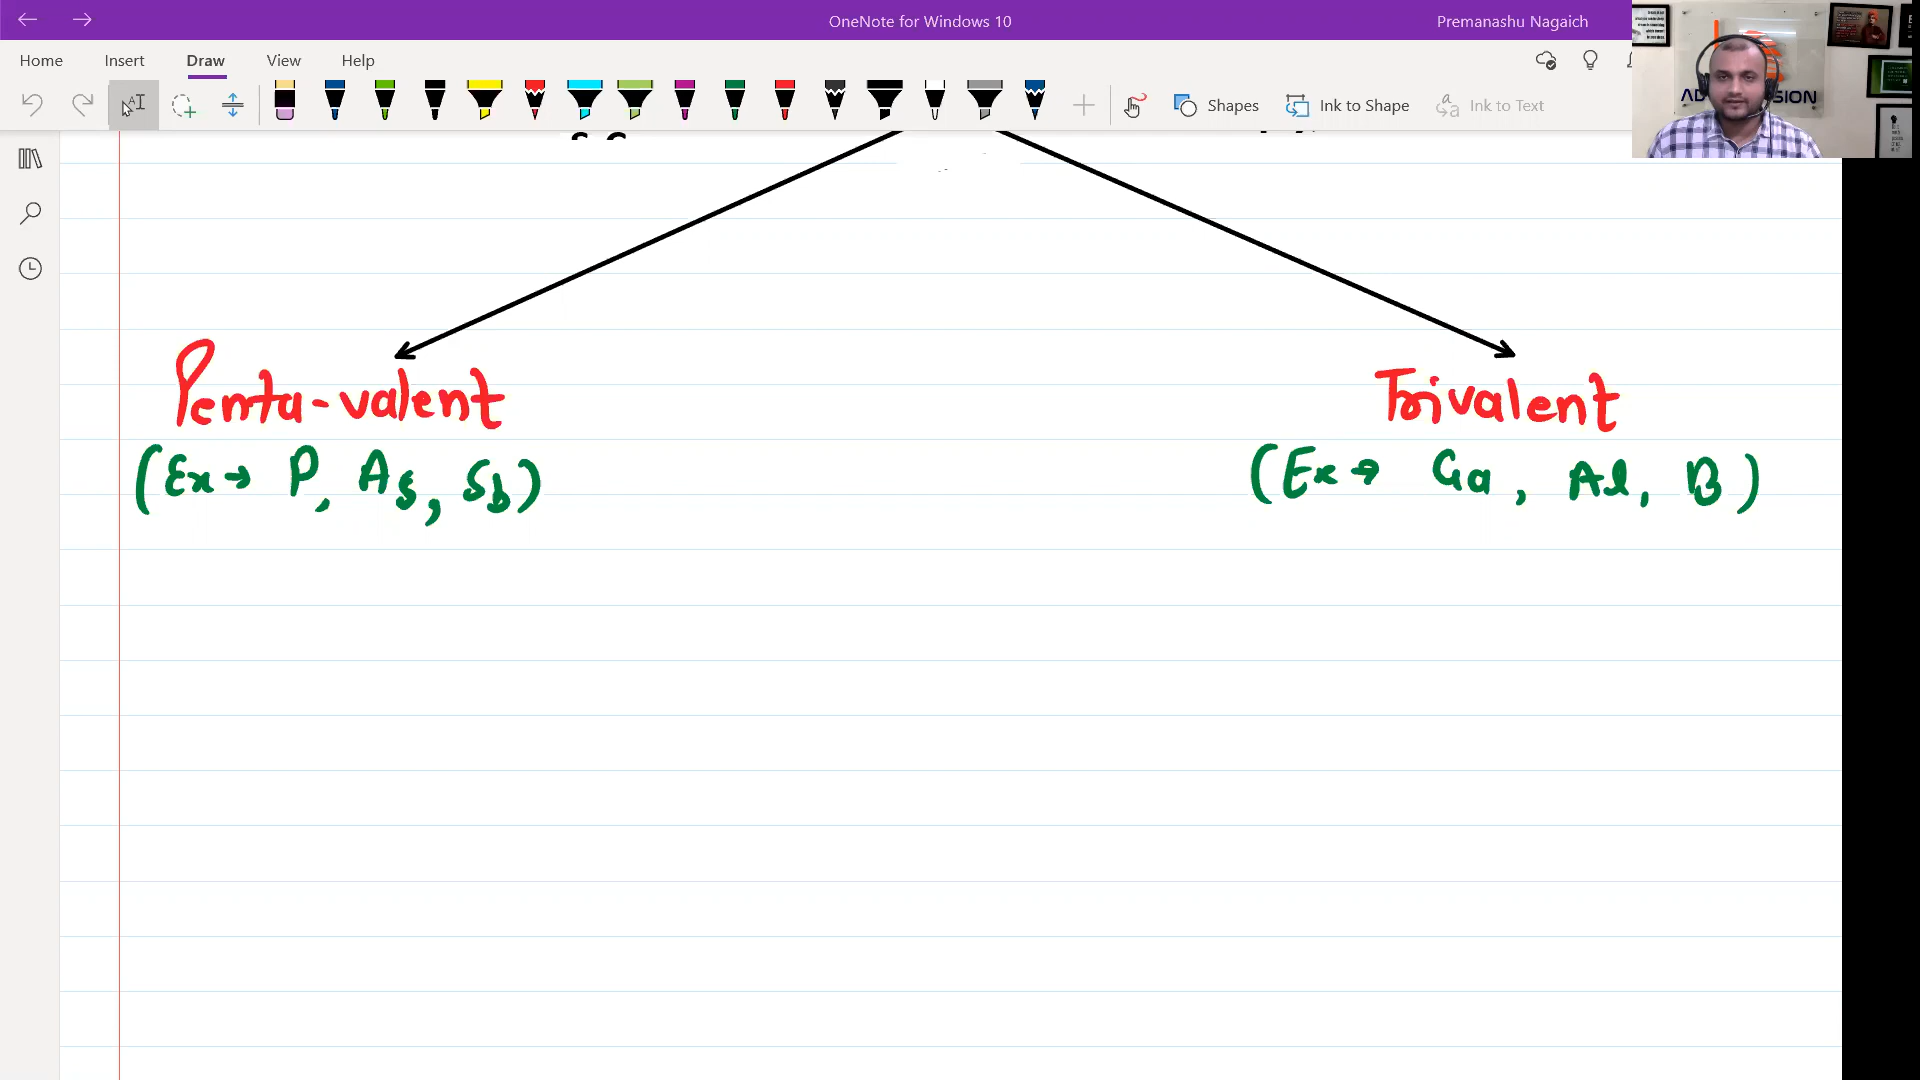 OneNote for Windows 10
Premanashu Nagaich
Home Insert Draw View Help
Shapes Ink to Shape Ink to Text
Penta-valent
(Ex → P, As, Sb)
Trivalent
(Ex → Ga, Al, B)